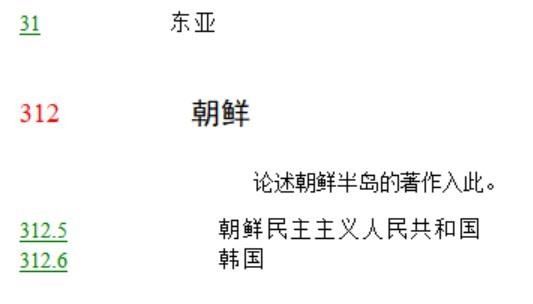 31 东亚
312 朝鲜
论述朝鲜半岛的著作入此。
312.5 朝鲜民主主义人民共和国
312.6 韩国